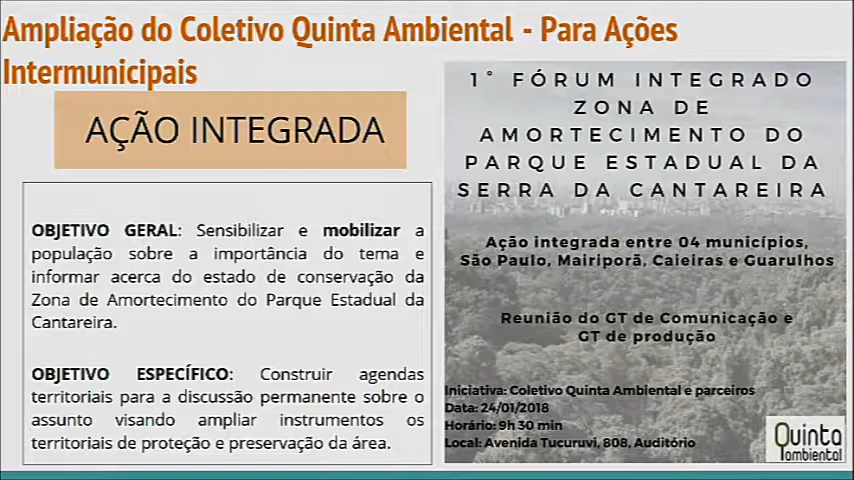 Ampliação do Coletivo Quinta Ambiental - Para Ações
Intermunicipais
AÇÃO INTEGRADA
OBJETIVO GERAL: Sensibilizar e mobilizar a
população sobre a importância do tema e
informar acerca do estado de conservação da
Zona de Amortecimento do Parque Estadual da
Cantareira.
OBJETIVO ESPECÍFICO: Construir agendas
territoriais para a discussão permanente sobre o
assunto visando ampliar instrumentos os
territoriais de proteção e preservação da área.
1° FÓRUM INTEGRADO
ZONA DE
AMORTECIMENTO DO
PARQUE ESTADUAL DA
SERRA DA CANTAREIRA
Ação integrada entre 04 municípios,
São Paulo, Mairiporã, Caieiras e Guarulhos
Reunião do GT de Comunicação e
GT de produção
Iniciativa: Coletivo Quinta Ambiental e parceiros
Data: 24/01/2018
Horário: 9h 30 min
Local: Avenida Tucuruvi, 808, Auditório
Quinta
ambiental